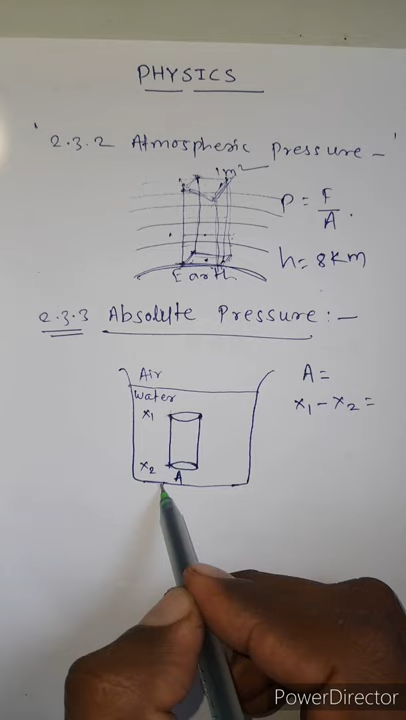 PHYSICS
2.3.2 Atmospheric pressure -
1m²
P = F/A.
Earth
h = 8KM
2.3.3 Absolute Pressure :-
Air
Water
A =
x₁
x₁ - x₂ =
x₂
A
PowerDirector